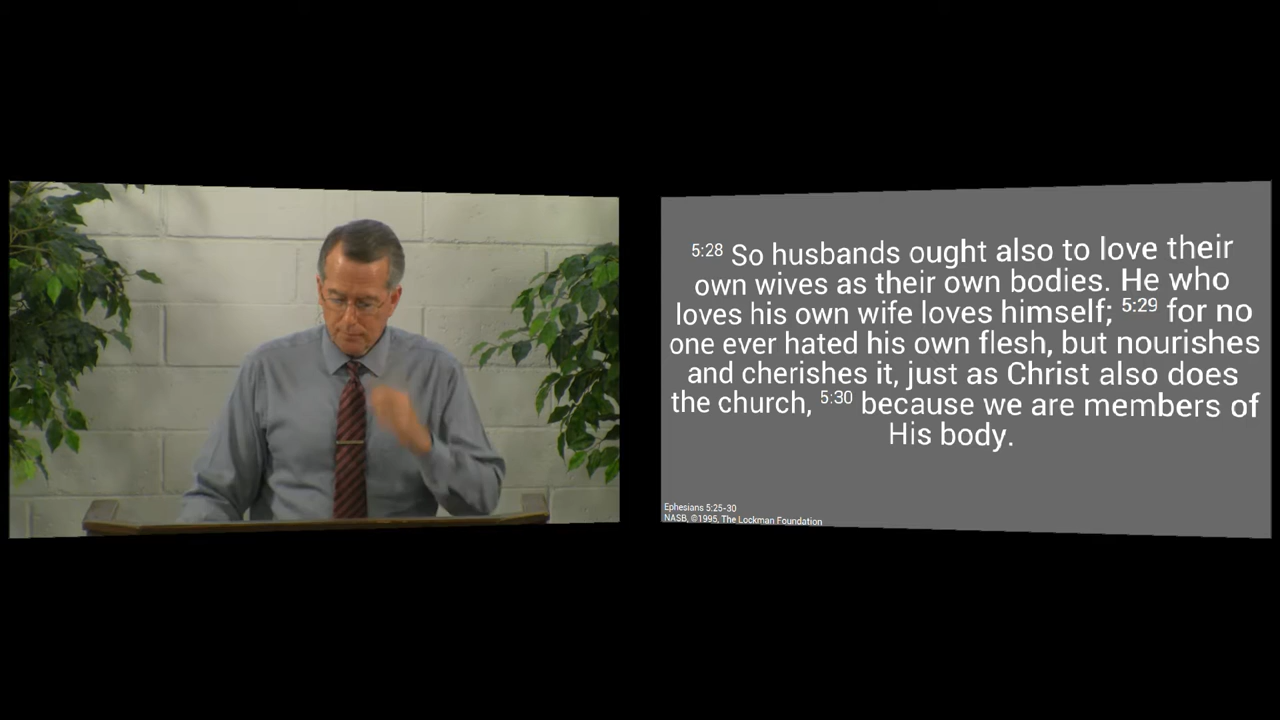 5:28 So husbands ought also to love their
own wives as their own bodies. He who
loves his own wife loves himself; 5:29 for no
one ever hated his own flesh, but nourishes
and cherishes it, just as Christ also does
the church, 5:30 because we are members of
His body.
Ephesians 5:25-30
NASB, ©1995, The Lockman Foundation